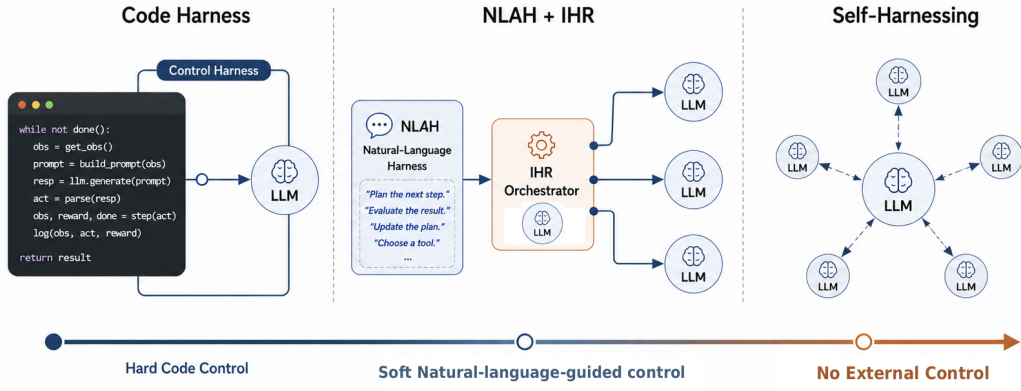 Code Harness
Control Harness
while not done():
obs = get_obs()
prompt = build_prompt(obs)
resp = llm.generate(prompt)
act = parse(resp)
obs, reward, done = step(act)
log(obs, act, reward)
return result
LLM
NLAH + IHR
NLAH
Natural-Language
Harness
"Plan the next step."
"Evaluate the result."
"Update the plan."
"Choose a tool."
...
IHR
Orchestrator
LLM
LLM
LLM
LLM
Self-Harnessing
LLM
LLM
LLM
LLM
LLM
LLM
Hard Code Control
Soft Natural-language-guided control
No External Control